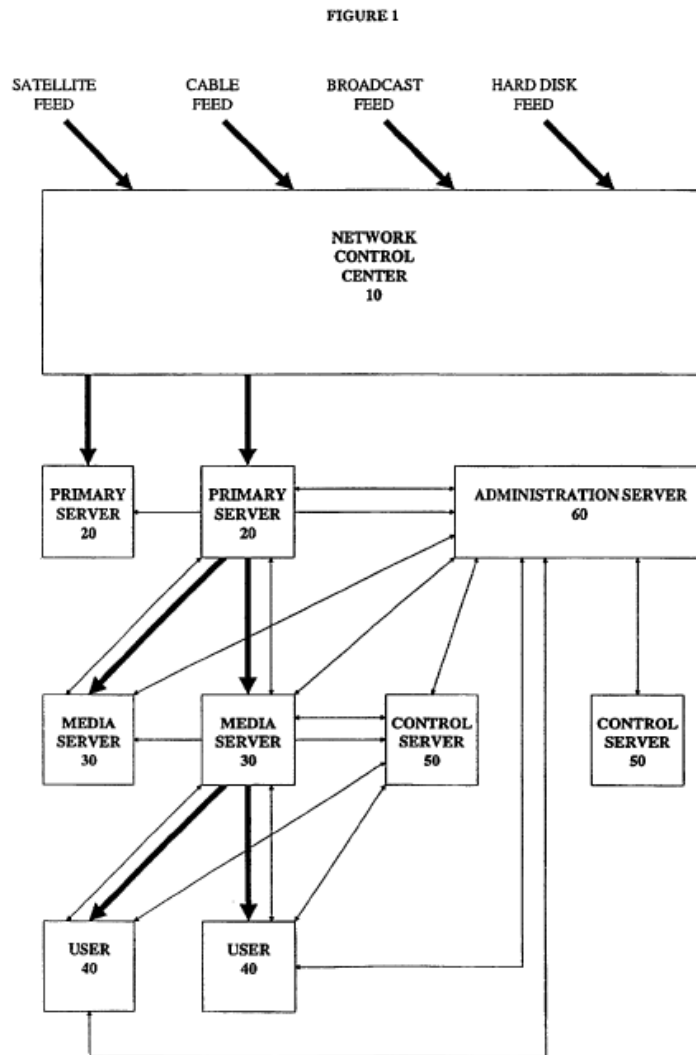 FIGURE 1
SATELLITE
FEED
CABLE
FEED
BROADCAST
FEED
HARD DISK
FEED
NETWORK
CONTROL
CENTER
10
PRIMARY
SERVER
20
PRIMARY
SERVER
20
ADMINISTRATION SERVER
60
MEDIA
SERVER
30
MEDIA
SERVER
30
CONTROL
SERVER
50
CONTROL
SERVER
50
USER
40
USER
40